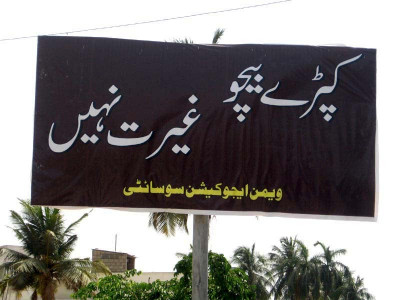 کپڑے بیچو غیرت نہیں
ویمن ایجوکیشن سوسائٹی